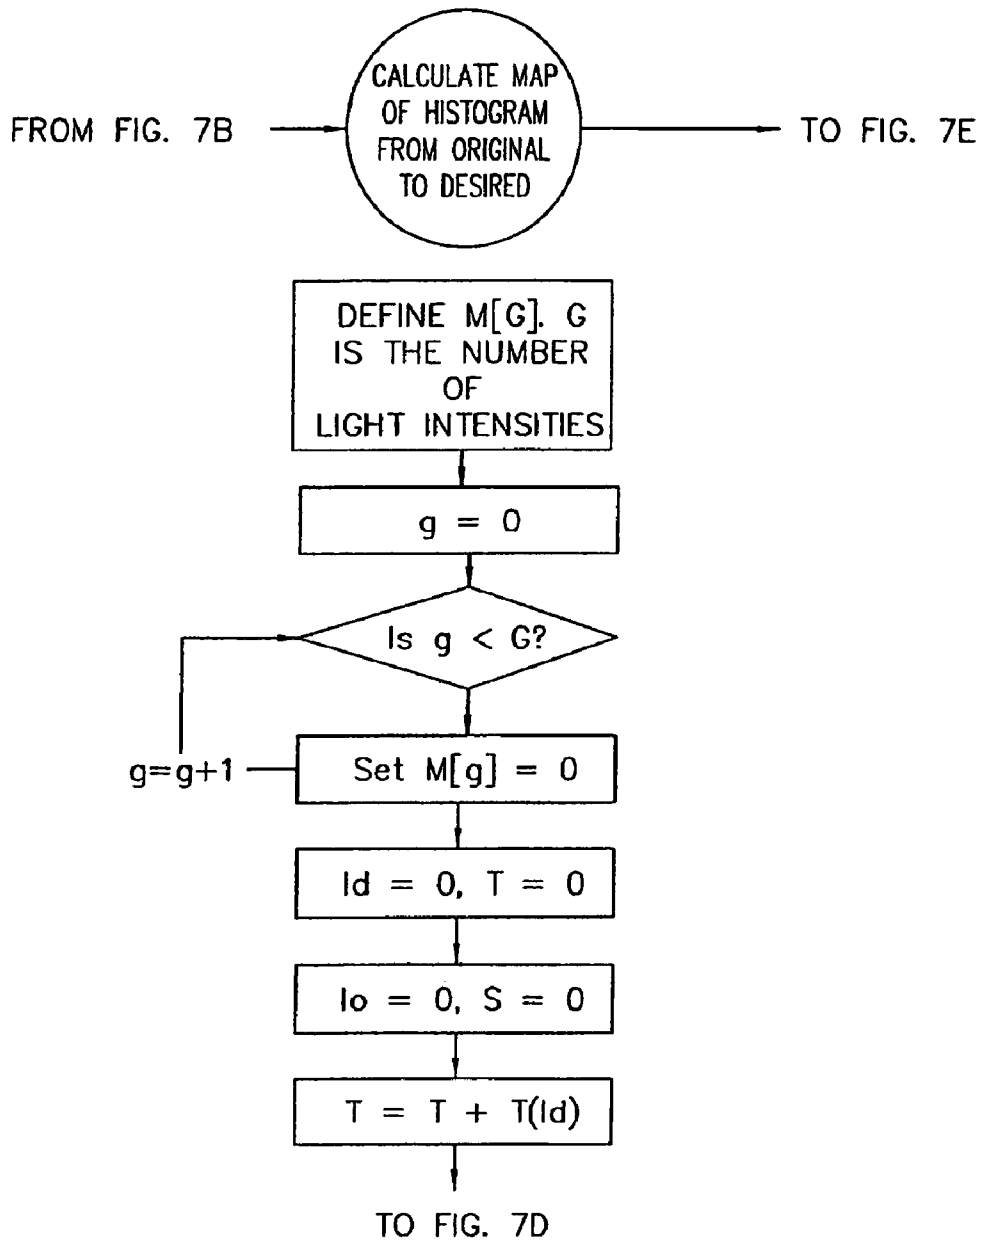 FROM FIG. 7B
CALCULATE MAP
OF HISTOGRAM
FROM ORIGINAL
TO DESIRED
TO FIG. 7E
DEFINE M[G]. G
IS THE NUMBER
OF
LIGHT INTENSITIES
g = 0
Is g < G?
g=g+1
Set M[g] = 0
Id = 0, T = 0
Io = 0, S = 0
T = T + T(Id)
TO FIG. 7D